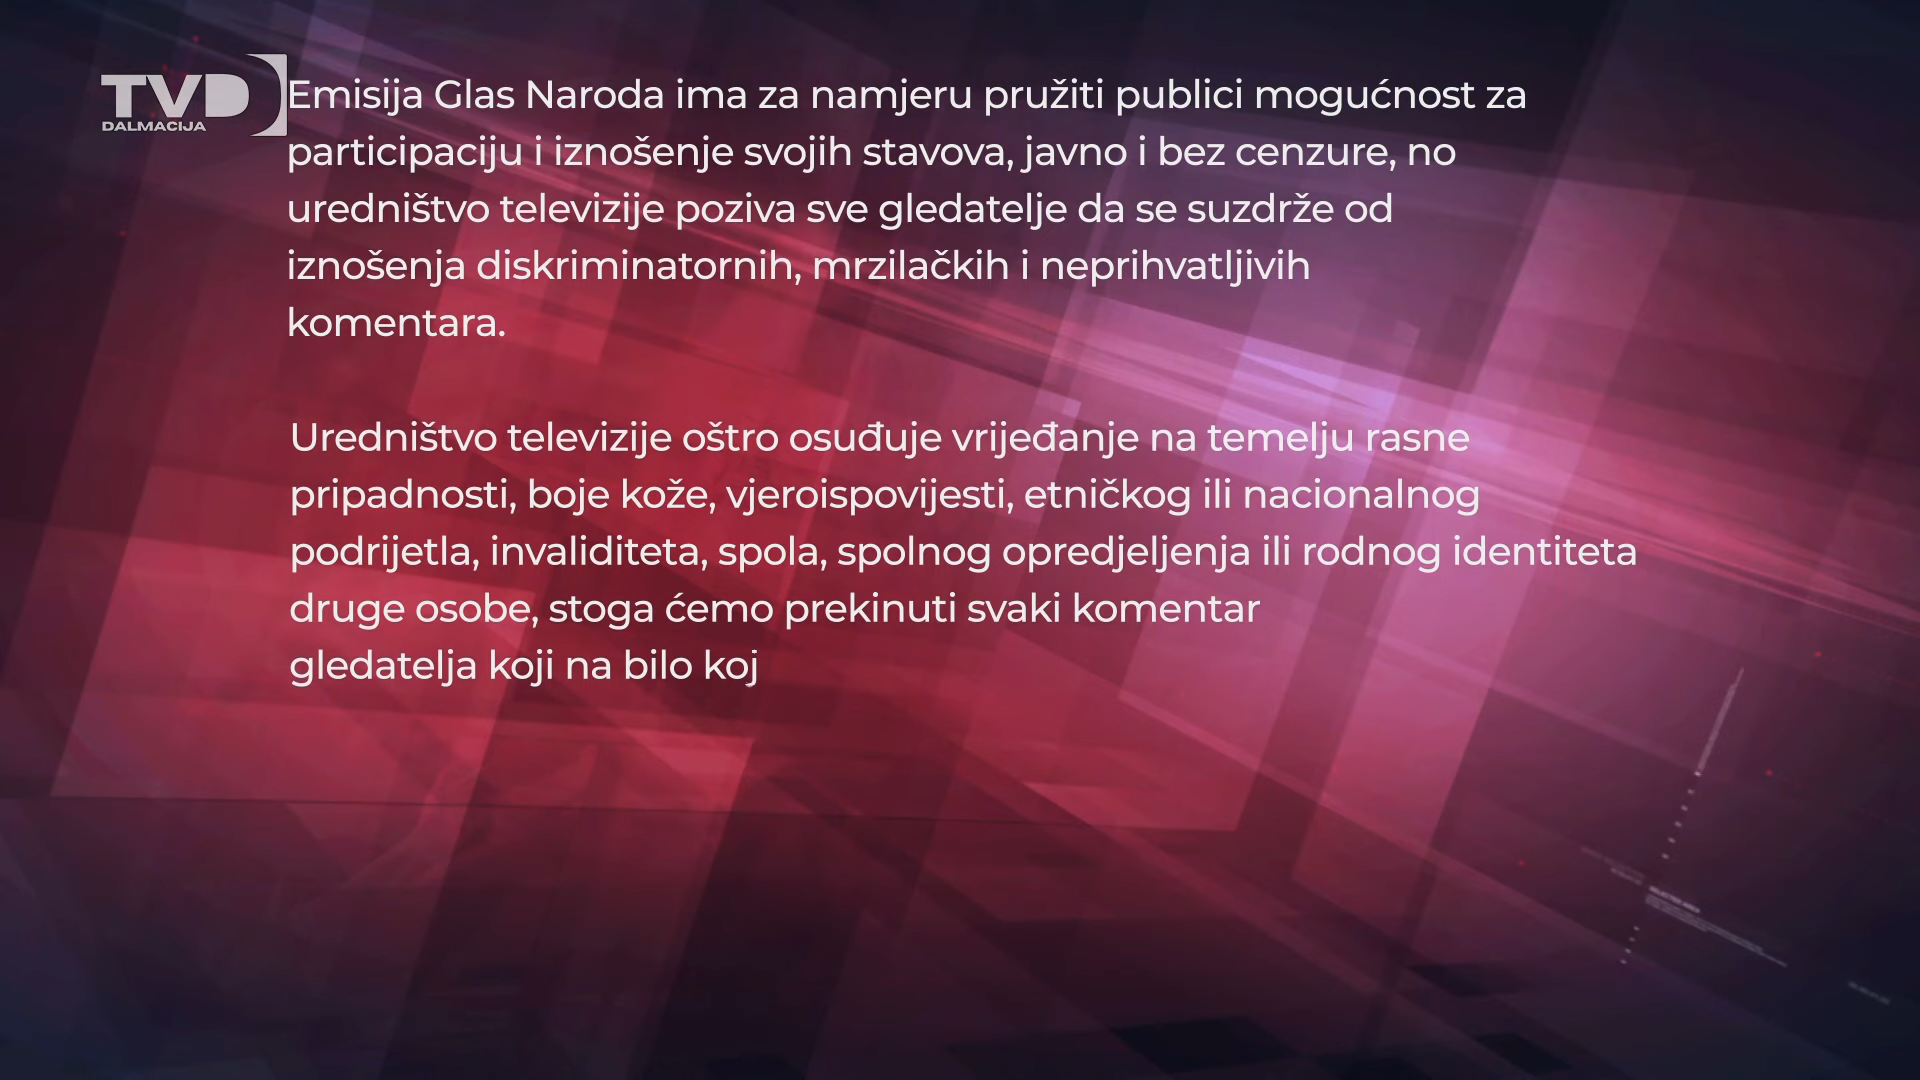 TVD
DALMACIJA
Emisija Glas Naroda ima za namjeru pružiti publici mogućnost za
participaciju i iznošenje svojih stavova, javno i bez cenzure, no
uredništvo televizije poziva sve gledatelje da se suzdrže od
iznošenja diskriminatornih, mrzilačkih i neprihvatljivih
komentara.
Uredništvo televizije oštro osuđuje vrijeđanje na temelju rasne
pripadnosti, boje kože, vjeroispovijesti, etničkog ili nacionalnog
podrijetla, invaliditeta, spola, spolnog opredjeljenja ili rodnog identiteta
druge osobe, stoga ćemo prekinuti svaki komentar
gledatelja koji na bilo koj